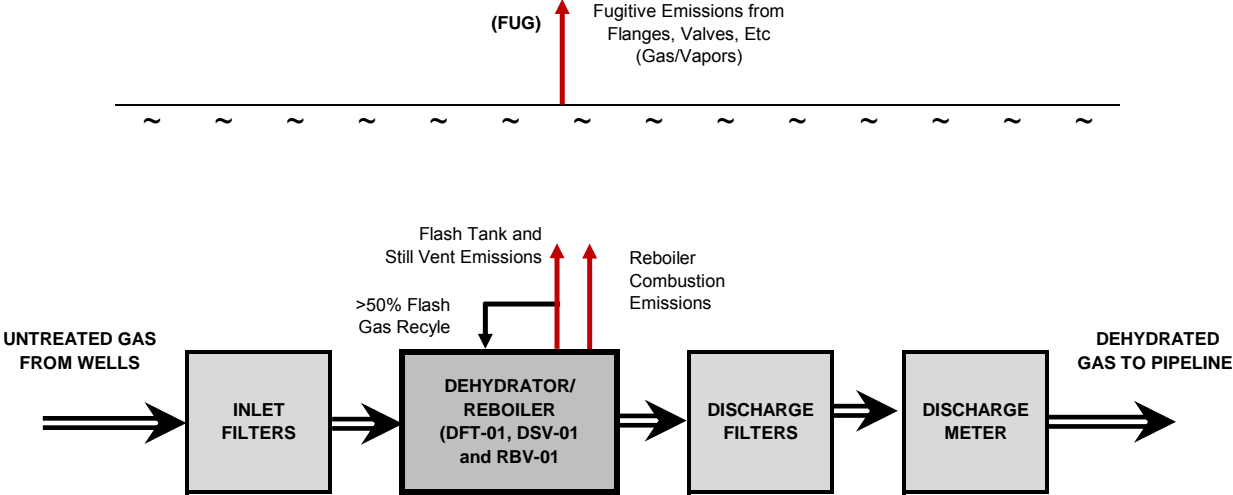 (FUG)
Fugitive Emissions from
Flanges, Valves, Etc
(Gas/Vapors)
~ ~ ~ ~ ~ ~ ~ ~ ~ ~ ~ ~ ~ ~
Flash Tank and
Still Vent Emissions
Reboiler
Combustion
Emissions
>50% Flash
Gas Recyle
UNTREATED GAS
FROM WELLS
INLET
FILTERS
DEHYDRATOR/
REBOILER
(DFT-01, DSV-01
and RBV-01
DISCHARGE
FILTERS
DISCHARGE
METER
DEHYDRATED
GAS TO PIPELINE